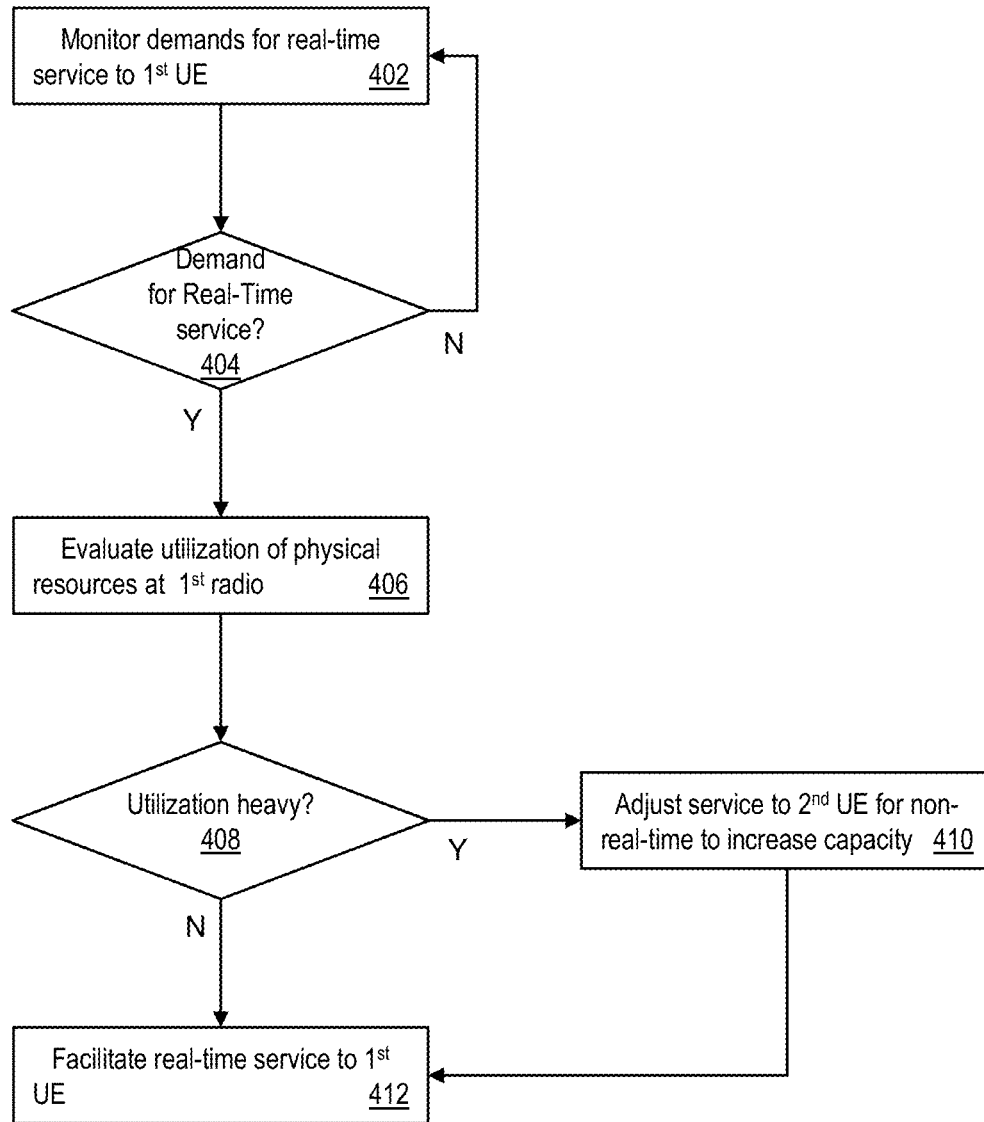 Monitor demands for real-time
service to 1st UE 402
Demand
for Real-Time
service?
404
N
Y
Evaluate utilization of physical
resources at 1st radio 406
Utilization heavy?
408
Y
N
Adjust service to 2nd UE for non-
real-time to increase capacity 410
Facilitate real-time service to 1st
UE 412